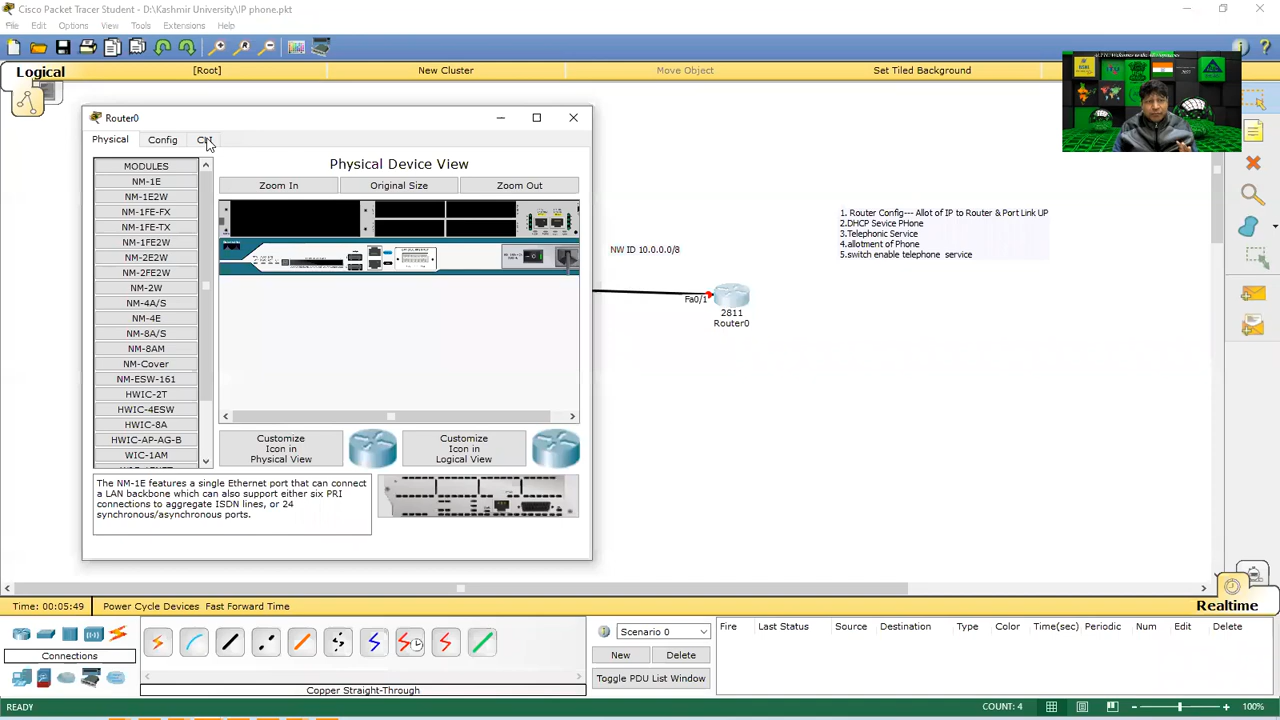 Cisco Packet Tracer Student - D:\Kashmir University\IP phone.pkt
File Edit Options View Tools Extensions Help
Logical [Root] New Cluster Move Object Set Tiled Background
Router0
Physical Config CLI
MODULES
NM-1E
NM-1E2W
NM-1FE-FX
NM-1FE-TX
NM-1FE2W
NM-2E2W
NM-2FE2W
NM-2W
NM-4A/S
NM-4E
NM-8A/S
NM-8AM
NM-Cover
NM-ESW-161
HWIC-2T
HWIC-4ESW
HWIC-8A
HWIC-AP-AG-B
WIC-1AM
Physical Device View
Zoom In Original Size Zoom Out
Customize
Icon in
Physical View
Customize
Icon in
Logical View
The NM-1E features a single Ethernet port that can connect
a LAN backbone which can also support either six PRI
connections to aggregate ISDN lines, or 24
synchronous/asynchronous ports.
NW ID 10.0.0.0/8
Fa0/1
2811
Router0
1. Router Config--- Allot of IP to Router & Port Link UP
2.DHCP Sevice PHone
3.Telephonic Service
4.allotment of Phone
5.switch enable telephone service
Time: 00:05:49 Power Cycle Devices Fast Forward Time
Realtime
Connections
Copper Straight-Through
Scenario 0
New Delete
Toggle PDU List Window
Fire Last Status Source Destination Type Color Time(sec) Periodic Num Edit Delete
READY
COUNT: 4
100%